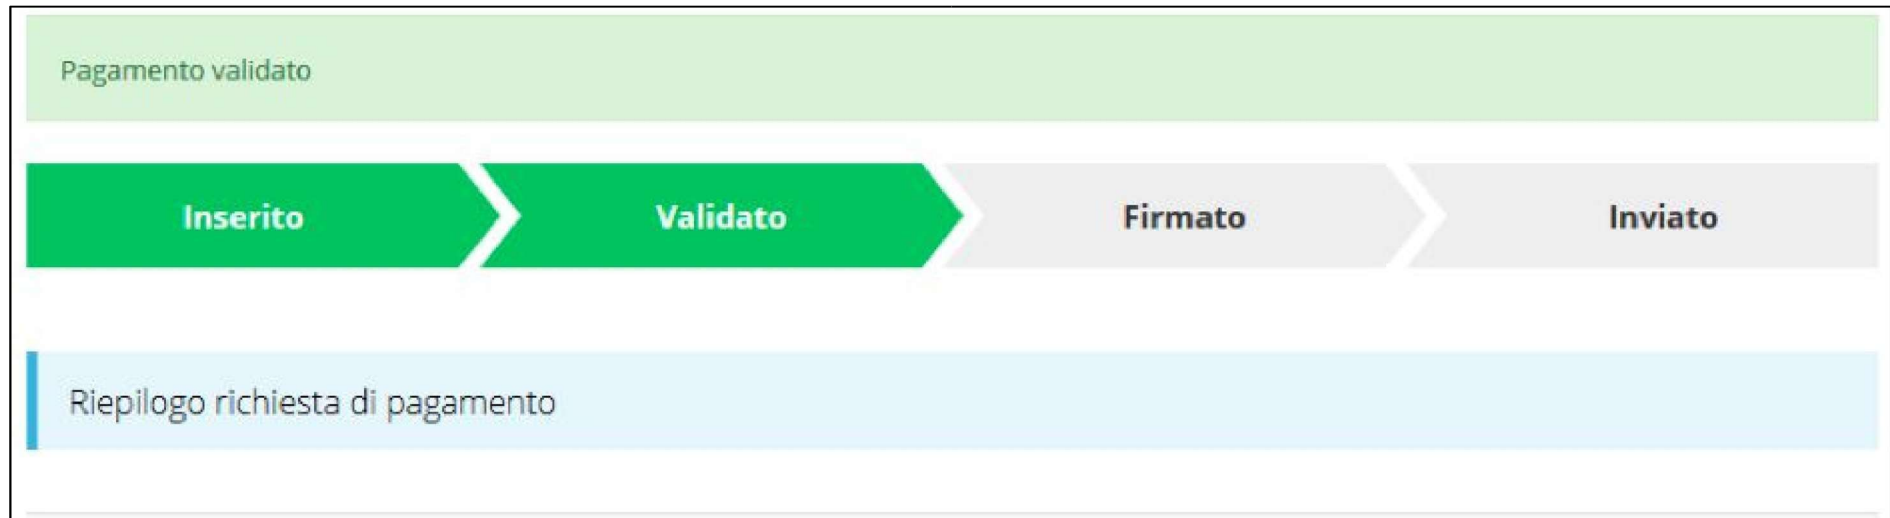 Pagamento validato
Inserito
Validato
Firmato
Inviato
Riepilogo richiesta di pagamento